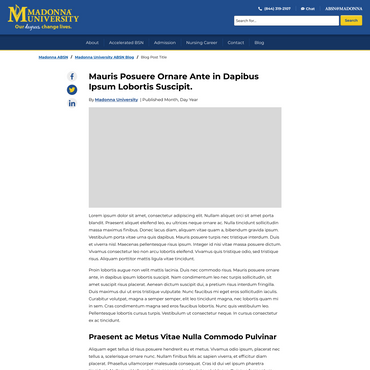 MADONNA
UNIVERSITY
Our degrees change lives.
(844) 319-2107 Chat ABSN@MADONNA
Search for... Search
About Accelerated BSN Admission Nursing Career Contact Blog
Madonna ABSN // Madonna University ABSN Blog // Blog Post Title
Mauris Posuere Ornare Ante in Dapibus
Ipsum Lobortis Suscipit.
By Madonna University | Published Month, Day Year
Lorem ipsum dolor sit amet, consectetur adipiscing elit. Nullam aliquet orci sit amet porta
blandit. Praesent aliquet eleifend leo, eu ultrices neque ornare ac. Nulla tincidunt sollicitudin
massa maximus finibus. Donec lacus diam, aliquam vitae quam a, bibendum gravida ipsum.
Vestibulum porta vitae urna quis dapibus. Mauris posuere turpis nec tristique interdum. Duis
et viverra nisl. Maecenas pellentesque risus ipsum. Integer id nisi vitae massa posuere dictum.
Vivamus consectetur leo non arcu lobortis eleifend. Vivamus quis tristique odio, sed tristique
risus. Aliquam porttitor mattis ligula vitae tincidunt.
Proin lobortis augue non velit mattis lacinia. Duis nec commodo risus. Mauris posuere ornare
ante, in dapibus ipsum lobortis suscipit. Nam condimentum leo nec turpis sollicitudin, sit
amet suscipit risus placerat. Aenean dictum suscipit dui, a pretium risus interdum fringilla.
Duis maximus dui ut eros tristique vulputate. Nunc faucibus mi eget eros sollicitudin iaculis.
Curabitur volutpat, magna a semper semper, elit leo tincidunt magna, nec lobortis quam mi
in sem. Cras condimentum magna sed eros faucibus lobortis. Nunc quis vestibulum leo.
Pellentesque lobortis cursus turpis. Vestibulum ut consectetur neque. In cursus consectetur
ex ac tincidunt.
Praesent ac Metus Vitae Nulla Commodo Pulvinar
Aliquam eget tellus id risus posuere hendrerit et eu metus. Vivamus ex odio, placerat nec
tellus a, scelerisque ornare nunc. Nullam finibus felis ac sapien viverra, et efficitur diam
placerat. Phasellus ullamcorper malesuada consequat. Cras id dui vel ipsum pharetra